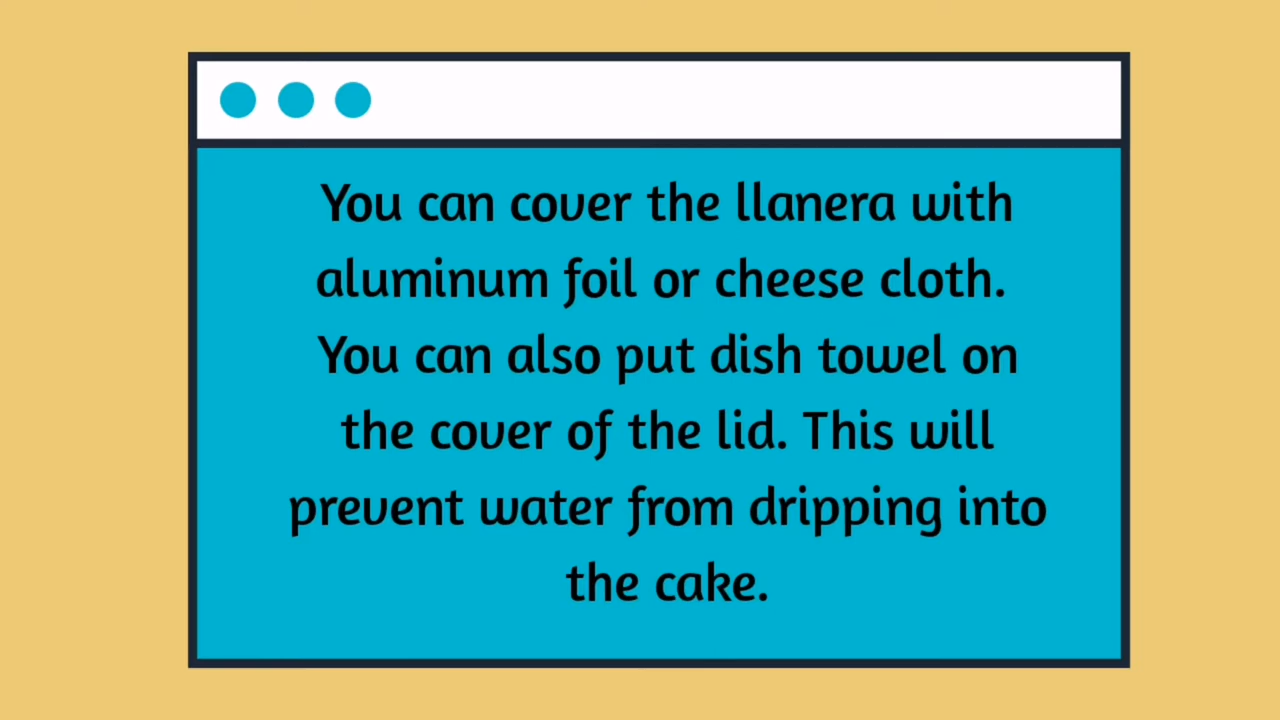 You can cover the llanera with
aluminum foil or cheese cloth.
You can also put dish towel on
the cover of the lid. This will
prevent water from dripping into
the cake.